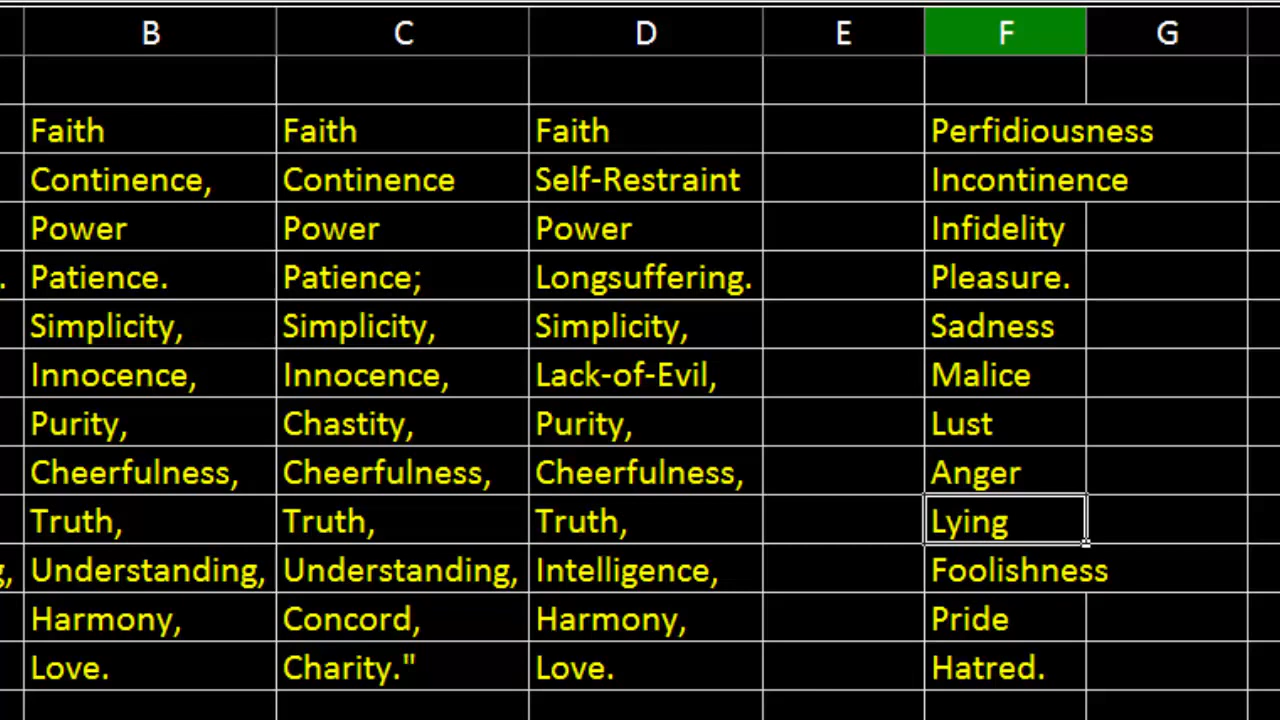 B C D E F G
Faith Faith Faith Perfidiousness
Continence, Continence Self-Restraint Incontinence
Power Power Power Infidelity
. Patience. Patience; Longsuffering. Pleasure.
Simplicity, Simplicity, Simplicity, Sadness
Innocence, Innocence, Lack-of-Evil, Malice
Purity, Chastity, Purity, Lust
Cheerfulness, Cheerfulness, Cheerfulness, Anger
Truth, Truth, Truth, Lying
g, Understanding, Understanding, Intelligence, Foolishness
Harmony, Concord, Harmony, Pride
Love. Charity." Love. Hatred.